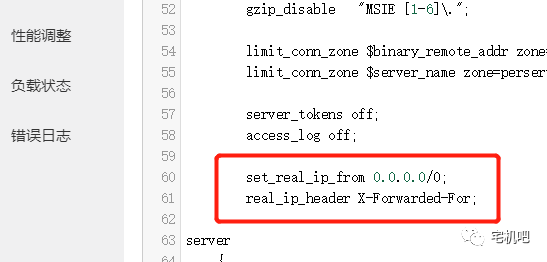 性能调整
负载状态
错误日志
52 gzip_disable "MSIE [1-6]\.";
53
54 limit_conn_zone $binary_remote_addr zone=
55 limit_conn_zone $server_name zone=perser
56
57 server_tokens off;
58 access_log off;
59
60 set_real_ip_from 0.0.0.0/0;
61 real_ip_header X-Forwarded-For;
62
63 server
64 {
宅机吧